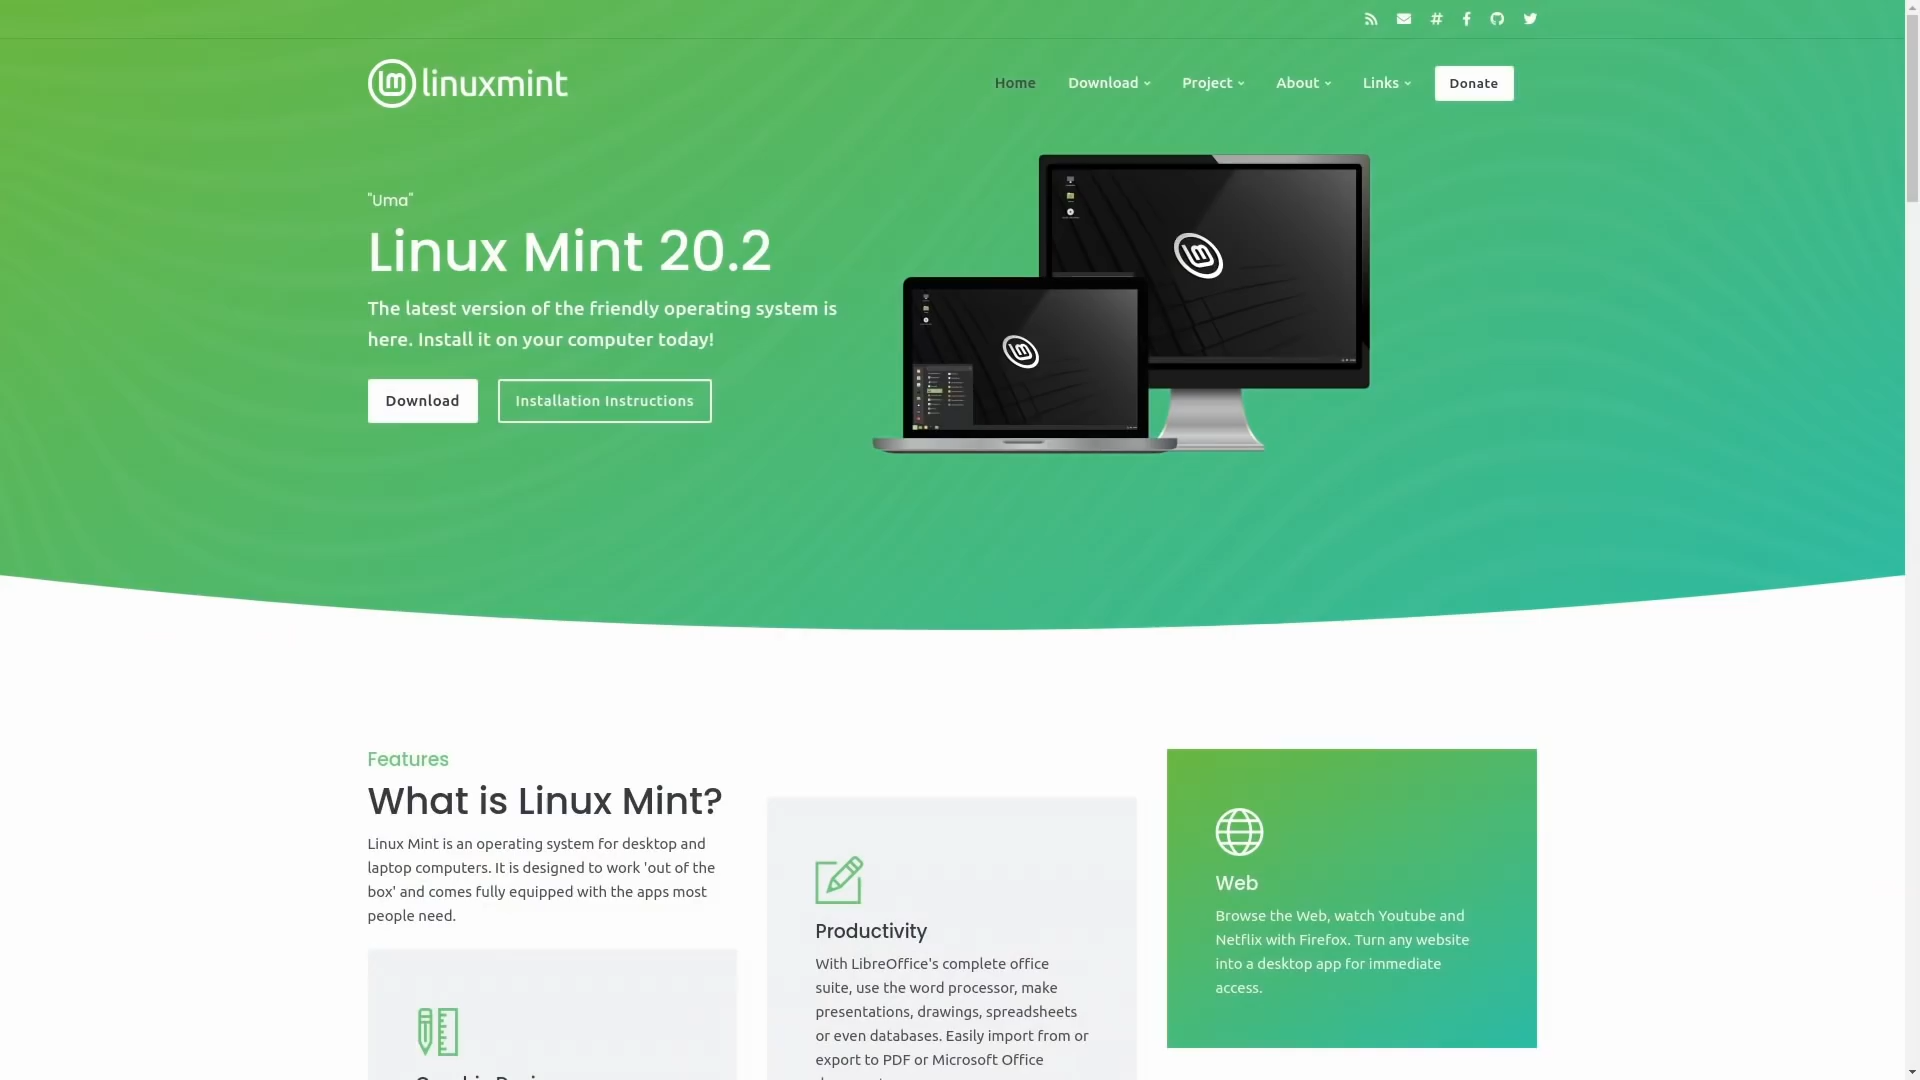 linuxmint
Home
Download
Project
About
Links
Donate
"Uma"
Linux Mint 20.2
The latest version of the friendly operating system is
here. Install it on your computer today!
Download
Installation Instructions
Features
What is Linux Mint?
Linux Mint is an operating system for desktop and
laptop computers. It is designed to work 'out of the
box' and comes fully equipped with the apps most
people need.
Productivity
With LibreOffice's complete office
suite, use the word processor, make
presentations, drawings, spreadsheets
or even databases. Easily import from or
export to PDF or Microsoft Office
Web
Browse the Web, watch Youtube and
Netflix with Firefox. Turn any website
into a desktop app for immediate
access.